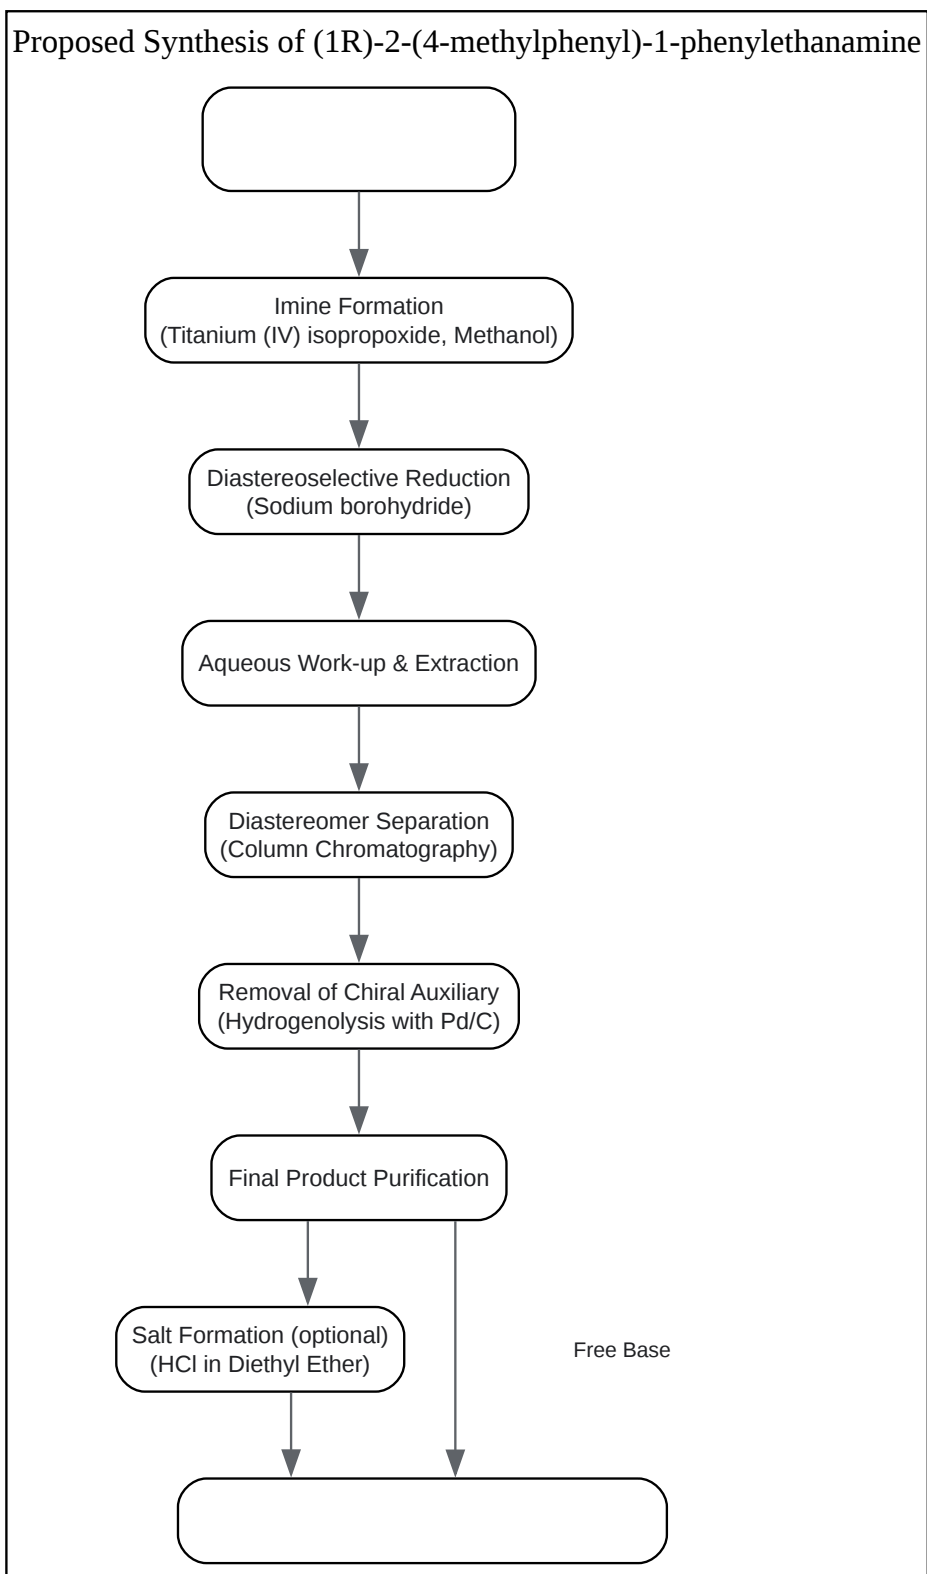 Proposed Synthesis of (1R)-2-(4-methylphenyl)-1-phenylethanamine
Imine Formation
(Titanium (IV) isopropoxide, Methanol)
Diastereoselective Reduction
(Sodium borohydride)
Aqueous Work-up & Extraction
Diastereomer Separation
(Column Chromatography)
Removal of Chiral Auxiliary
(Hydrogenolysis with Pd/C)
Final Product Purification
Salt Formation (optional)
(HCl in Diethyl Ether)
Free Base